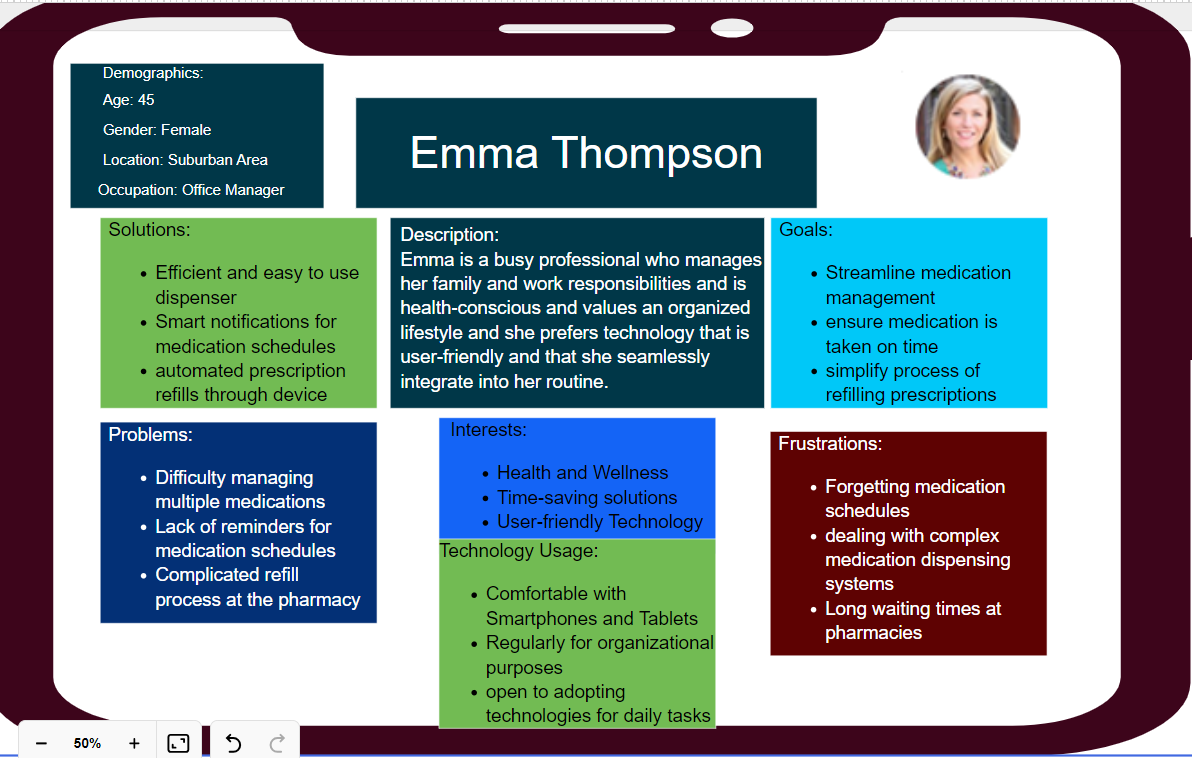 Demographics:
Age: 45
Gender: Female
Location: Suburban Area
Occupation: Office Manager
Emma Thompson
Solutions:
• Efficient and easy to use
dispenser
• Smart notifications for
medication schedules
• automated prescription
refills through device
Description:
Emma is a busy professional who manages
her family and work responsibilities and is
health-conscious and values an organized
lifestyle and she prefers technology that is
user-friendly and that she seamlessly
integrate into her routine.
Goals:
• Streamline medication
management
• ensure medication is
taken on time
• simplify process of
refilling prescriptions
Problems:
• Difficulty managing
multiple medications
• Lack of reminders for
medication schedules
• Complicated refill
process at the pharmacy
Interests:
• Health and Wellness
• Time-saving solutions
• User-friendly Technology
Technology Usage:
• Comfortable with
Smartphones and Tablets
• Regularly for organizational
purposes
• open to adopting
technologies for daily tasks
Frustrations:
• Forgetting medication
schedules
• dealing with complex
medication dispensing
systems
• Long waiting times at
pharmacies
50%